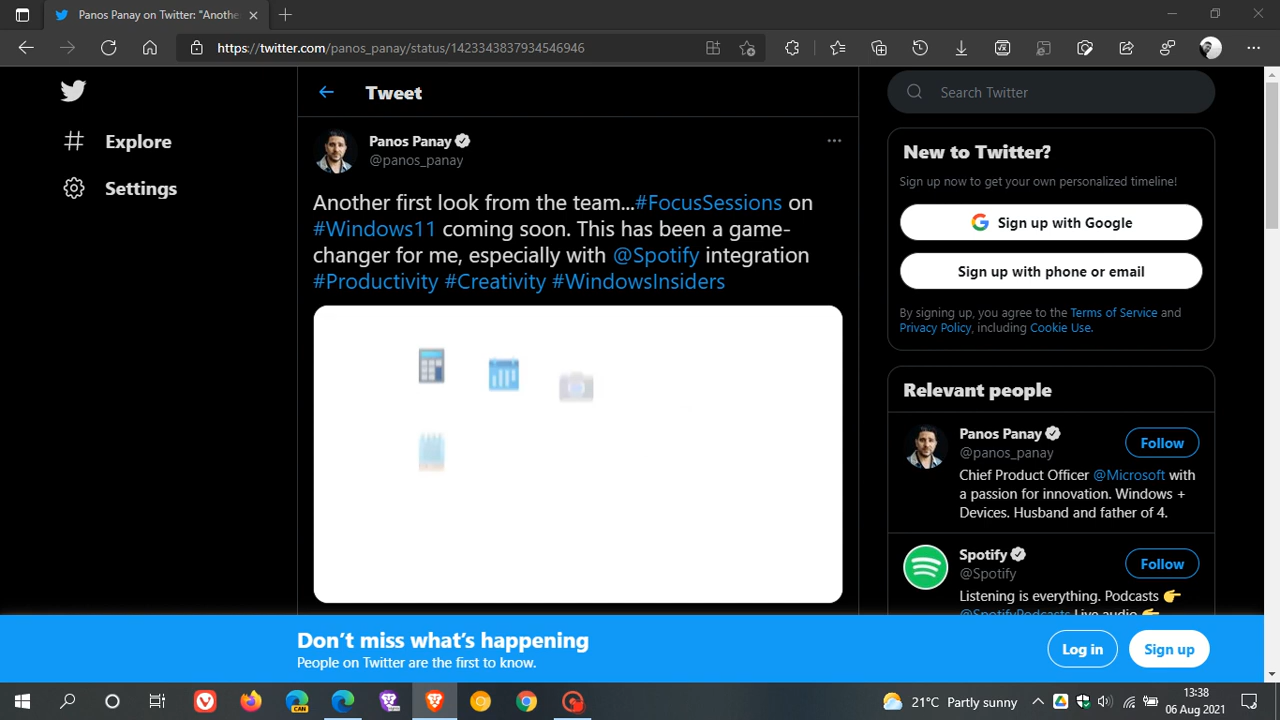 Panos Panay on Twitter: "Anothe
https://twitter.com/panos_panay/status/1423343837934546946
Explore
Settings
Tweet
Panos Panay
@panos_panay
Another first look from the team...#FocusSessions on
#Windows11 coming soon. This has been a game-
changer for me, especially with @Spotify integration
#Productivity #Creativity #WindowsInsiders
Search Twitter
New to Twitter?
Sign up now to get your own personalized timeline!
Sign up with Google
Sign up with phone or email
By signing up, you agree to the Terms of Service and
Privacy Policy, including Cookie Use.
Relevant people
Panos Panay
@panos_panay
Follow
Chief Product Officer @Microsoft with
a passion for innovation. Windows +
Devices. Husband and father of 4.
Spotify
@Spotify
Follow
Listening is everything. Podcasts
@SpotifyPodcasts Live audio
Don't miss what's happening
People on Twitter are the first to know.
Log in
Sign up
CAN
21°C Partly sunny
13:38
06 Aug 2021